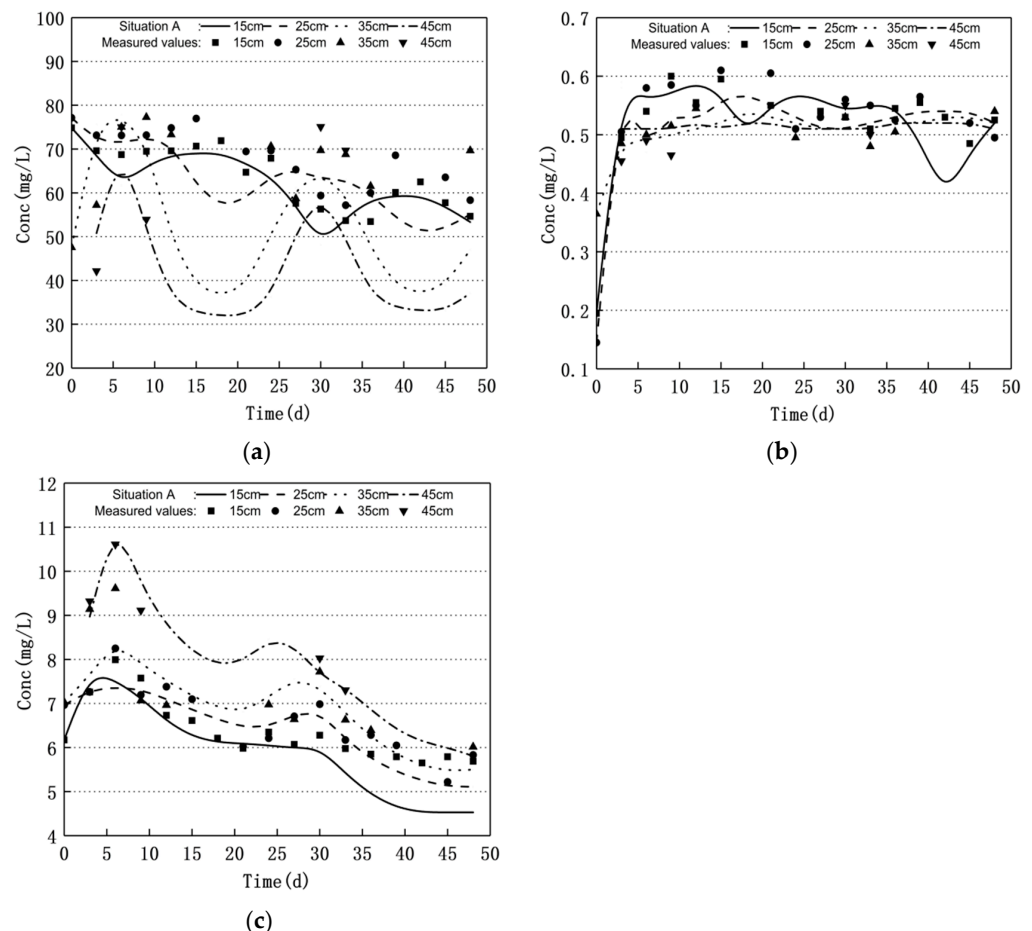 Situation A : 15cm 25cm 35cm 45cm
Measured values: 15cm 25cm 35cm 45cm
100
90
80
70
60
50
40
30
20
Conc(mg/L)
0 5 10 15 20 25 30 35 40 45 50
Time(d)
(a)
Situation A : 15cm 25cm 35cm 45cm
Measured values: 15cm 25cm 35cm 45cm
0.7
0.6
0.5
0.4
0.3
0.2
0.1
Conc(mg/L)
0 5 10 15 20 25 30 35 40 45 50
Time(d)
(b)
Situation A : 15cm 25cm 35cm 45cm
Measured values: 15cm 25cm 35cm 45cm
12
11
10
9
8
7
6
5
4
Conc(mg/L)
0 5 10 15 20 25 30 35 40 45 50
Time(d)
(c)